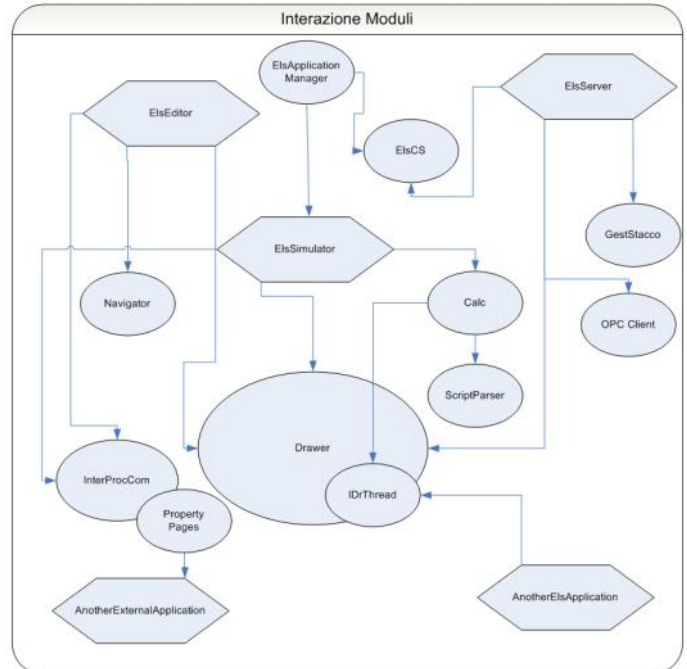 Interazione Moduli
ElsApplication
Manager
ElsEditor
ElsServer
ElsCS
GestStacco
ElsSimulator
Navigator
Calc
OPC Client
ScriptParser
Drawer
InterProcCom
IDrThread
Property
Pages
AnotherExternalApplication
AnotherElsApplication